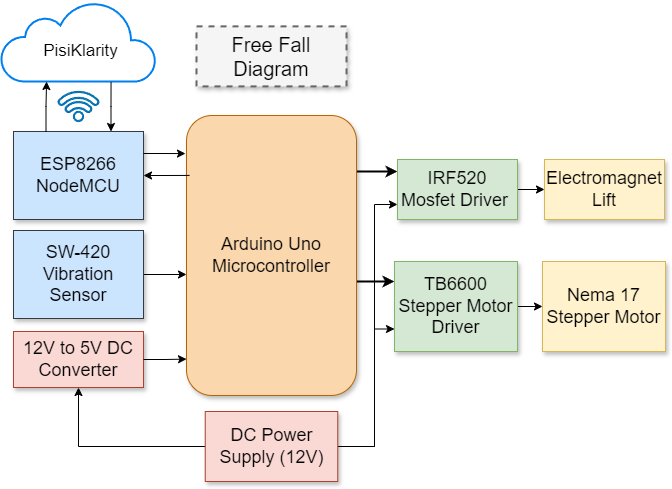 PisiKlarity
Free Fall
Diagram
ESP8266
NodeMCU
SW-420
Vibration
Sensor
12V to 5V DC
Converter
Arduino Uno
Microcontroller
DC Power
Supply (12V)
IRF520
Mosfet Driver
Electromagnet
Lift
TB6600
Stepper Motor
Driver
Nema 17
Stepper Motor